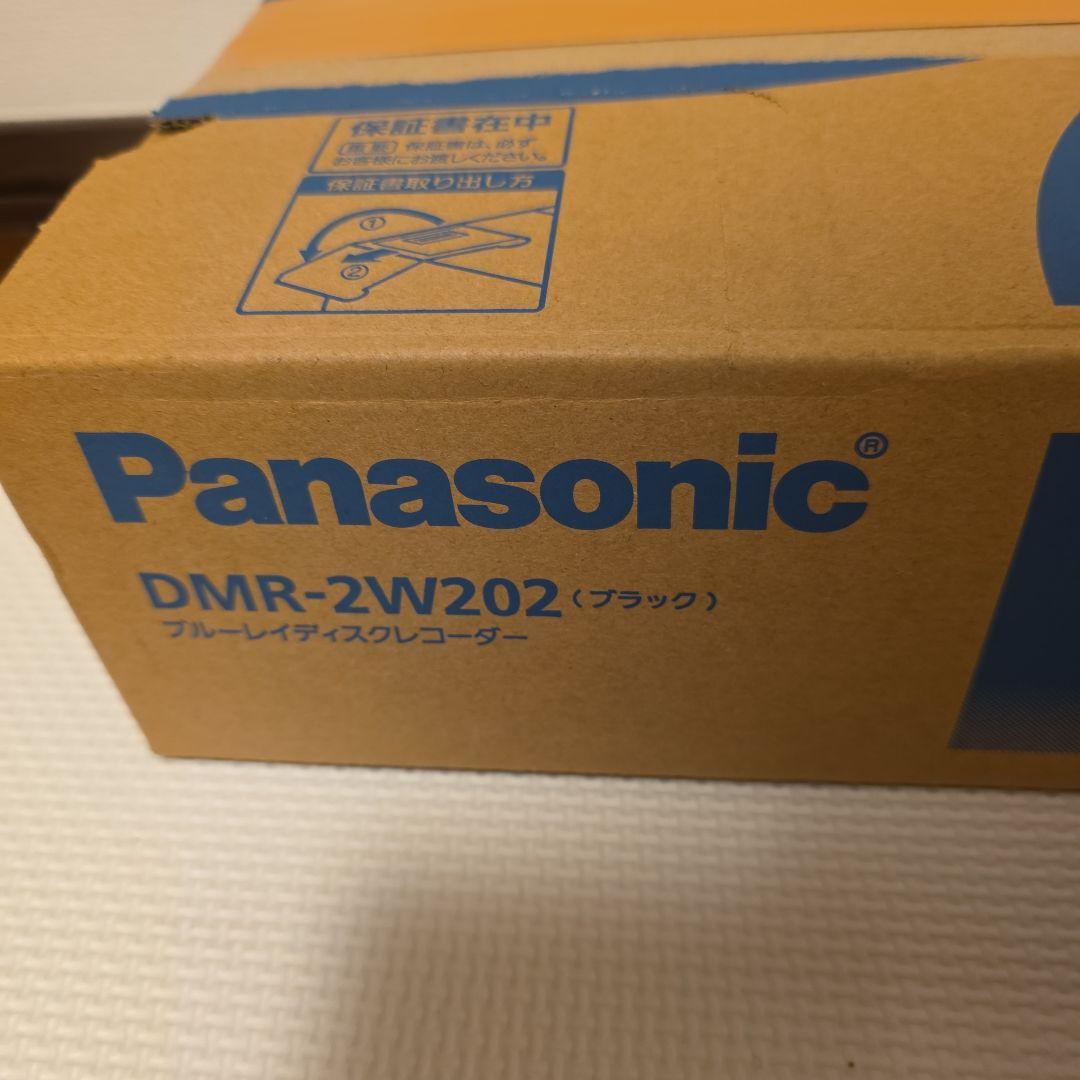 保証書在中
保証書は、必ず
お客様にお渡しください。
保証書取り出し方
①
②
Panasonic®
DMR-2W202（ブラック）
ブルーレイディスクレコーダー